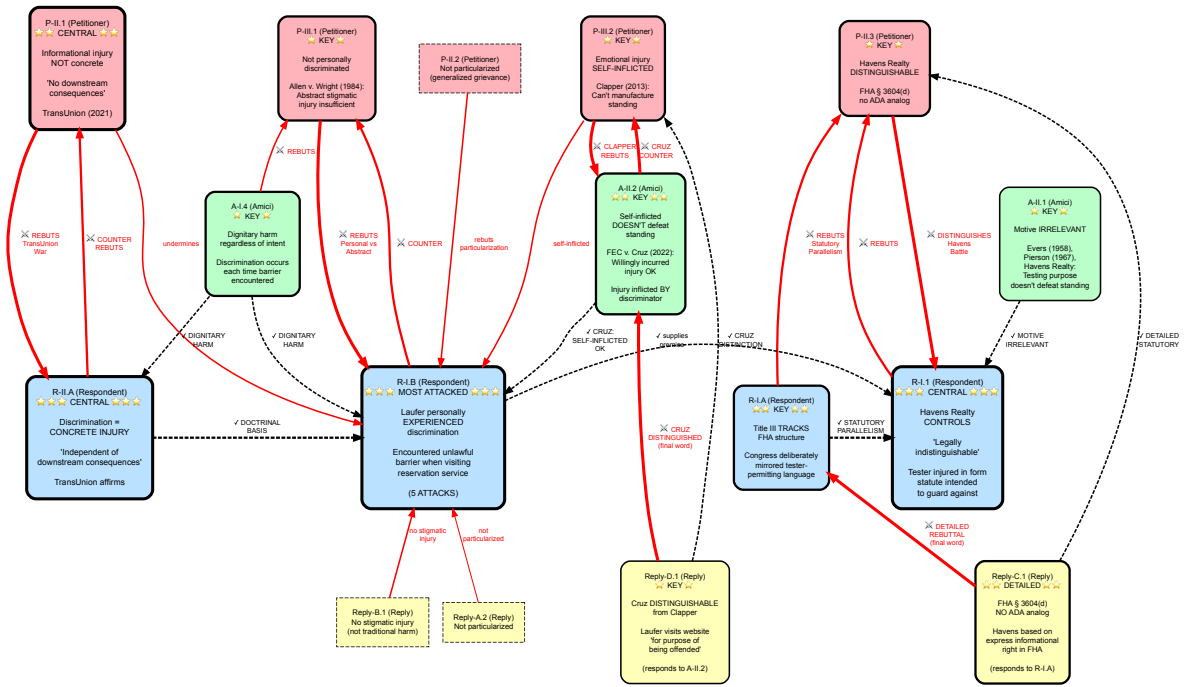 P-II.1 (Petitioner)
⭐⭐ CENTRAL ⭐⭐
Informational injury
NOT concrete
'No downstream
consequences'
TransUnion (2021)
P-III.1 (Petitioner)
⭐ KEY ⭐
Not personally
discriminated
Allen v. Wright (1984):
Abstract stigmatic
injury insufficient
P-II.2 (Petitioner)
Not particularized
(generalized grievance)
P-III.2 (Petitioner)
⭐ KEY ⭐
Emotional injury
SELF-INFLICTED
Clapper (2013):
Can't manufacture
standing
P-II.3 (Petitioner)
⭐ KEY ⭐
Havens Realty
DISTINGUISHABLE
FHA § 3604(d)
no ADA analog
⚔ REBUTS
⚔ CLAPPER
REBUTS
⚔ CRUZ
COUNTER
A-I.4 (Amici)
⭐ KEY ⭐
Dignitary harm
regardless of intent
Discrimination occurs
each time barrier
encountered
A-II.2 (Amici)
⭐⭐ KEY ⭐⭐
Self-inflicted
DOESN'T defeat
standing
FEC v. Cruz (2022):
Willingly incurred
injury OK
Injury inflicted BY
discriminator
A-II.1 (Amici)
⭐ KEY ⭐
Motive IRRELEVANT
Evers (1958),
Pierson (1967),
Havens Realty:
Testing purpose
doesn't defeat standing
⚔ REBUTS
TransUnion
War
⚔ COUNTER
REBUTS
undermines
⚔ REBUTS
Personal vs
Abstract
⚔ COUNTER
rebuts
particularization
self-inflicted
⚔ REBUTS
Statutory
Parallelism
⚔ REBUTS
⚔ DISTINGUISHES
Havens
Battle
✓ DIGNITARY
HARM
✓ DIGNITARY
HARM
✓ CRUZ:
SELF-INFLICTED
OK
✓ supplies
premise
✓ CRUZ
DISTINCTION
✓ MOTIVE
IRRELEVANT
✓ DETAILED
STATUTORY
R-II.A (Respondent)
⭐⭐⭐ CENTRAL ⭐⭐⭐
Discrimination =
CONCRETE INJURY
'Independent of
downstream consequences'
TransUnion affirms
✓ DOCTRINAL
BASIS
R-I.B (Respondent)
⭐⭐⭐ MOST ATTACKED ⭐⭐⭐
Laufer personally
EXPERIENCED
discrimination
Encountered unlawful
barrier when visiting
reservation service
(5 ATTACKS)
⚔ CRUZ
DISTINGUISHED
(final word)
R-I.A (Respondent)
⭐⭐ KEY ⭐⭐
Title III TRACKS
FHA structure
Congress deliberately
mirrored tester-
permitting language
✓ STATUTORY
PARALLELISM
R-I.1 (Respondent)
⭐⭐⭐ CENTRAL ⭐⭐⭐
Havens Realty
CONTROLS
'Legally
indistinguishable'
Tester injured in form
statute intended
to guard against
no stigmatic
injury
not
particularized
⚔ DETAILED
REBUTTAL
(final word)
Reply-B.1 (Reply)
No stigmatic injury
(not traditional harm)
Reply-A.2 (Reply)
Not particularized
Reply-D.1 (Reply)
⭐ KEY ⭐
Cruz DISTINGUISHABLE
from Clapper
Laufer visits website
'for purpose of
being offended'
(responds to A-II.2)
Reply-C.1 (Reply)
⭐⭐ DETAILED ⭐⭐
FHA § 3604(d)
NO ADA analog
Havens based on
express informational
right in FHA
(responds to R-I.A)